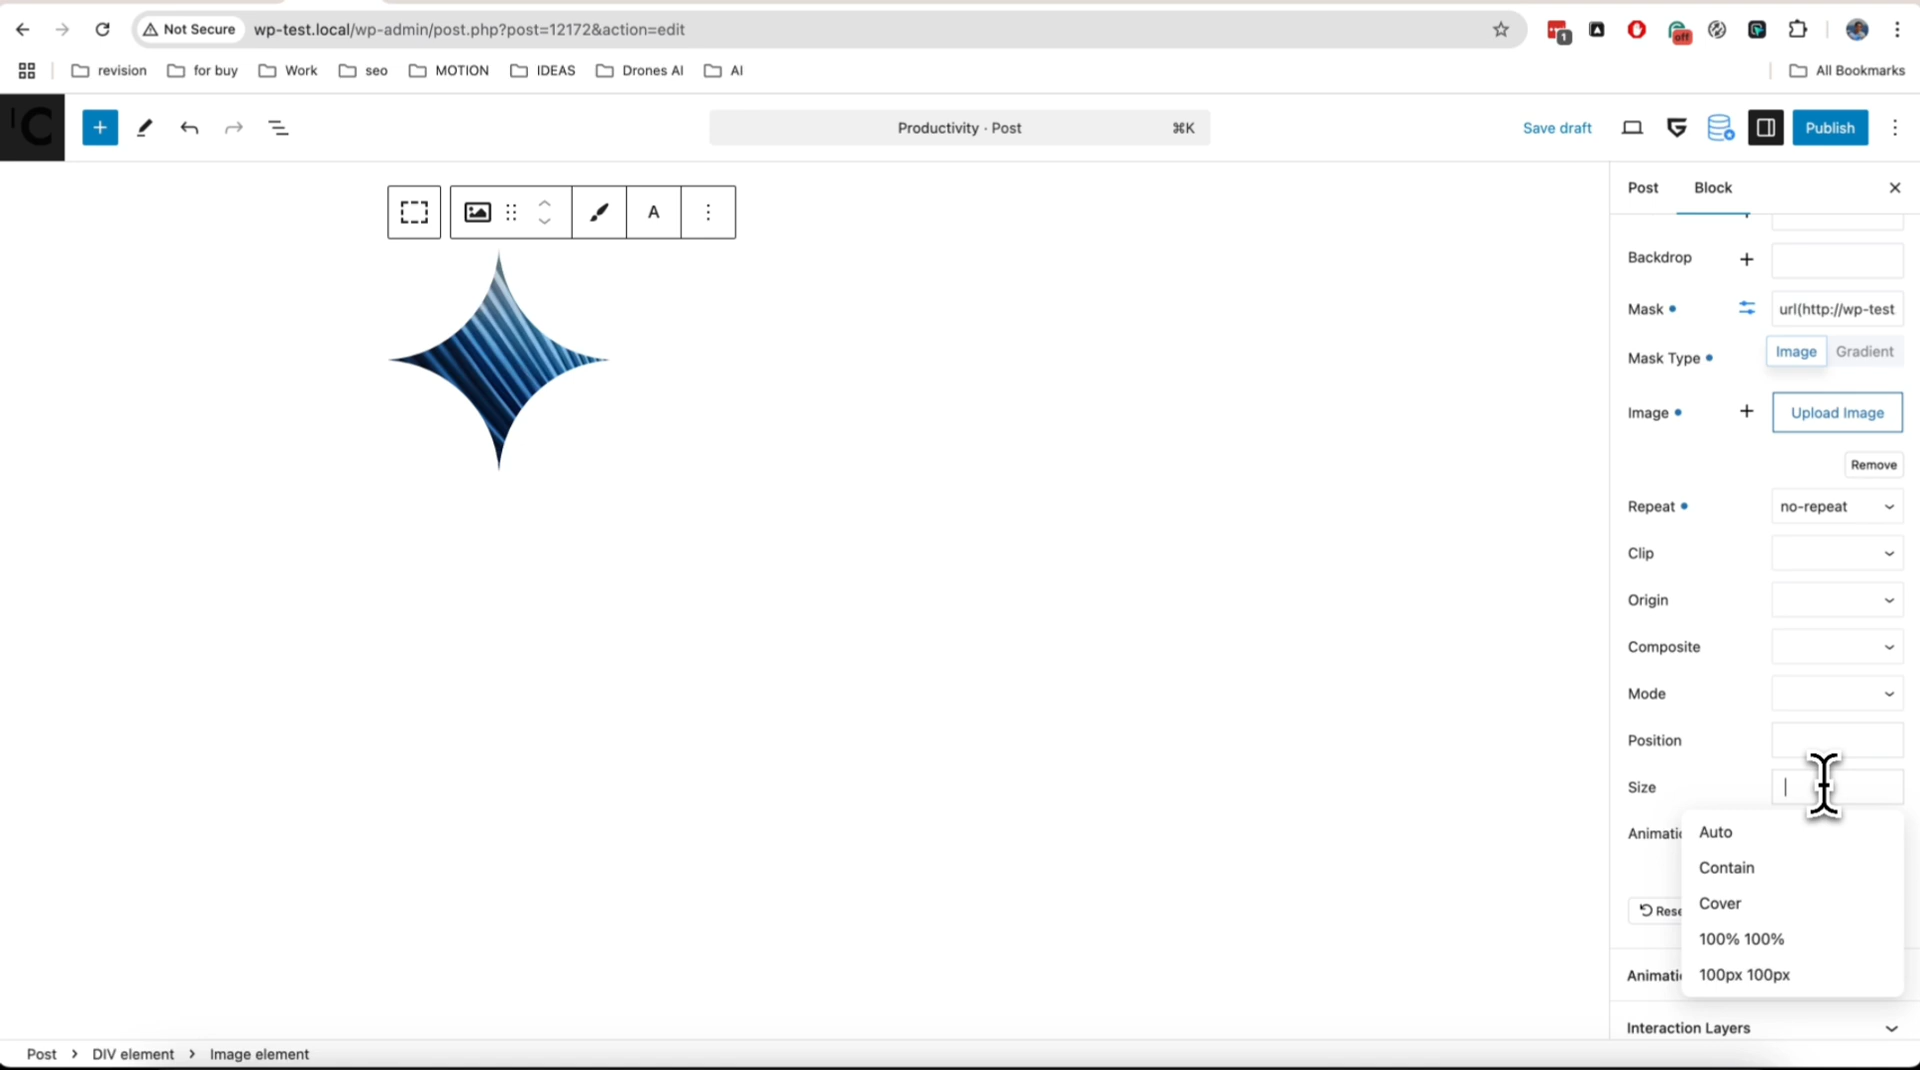 Not Secure wp-test.local/wp-admin/post.php?post=12172&action=edit 1 off
revision for buy Work seo MOTION IDEAS Drones AI AI All Bookmarks
C Productivity · Post ⌘K Save draft Publish
Post Block
A
Backdrop
Mask url(http://wp-test
Mask Type Image Gradient
Image Upload Image
Remove
Repeat no-repeat
Clip
Origin
Composite
Mode
Position
Size
Animatic
Auto
Contain
Cover
Rese
100% 100%
Animati
100px 100px
Interaction Layers
Post > DIV element > Image element